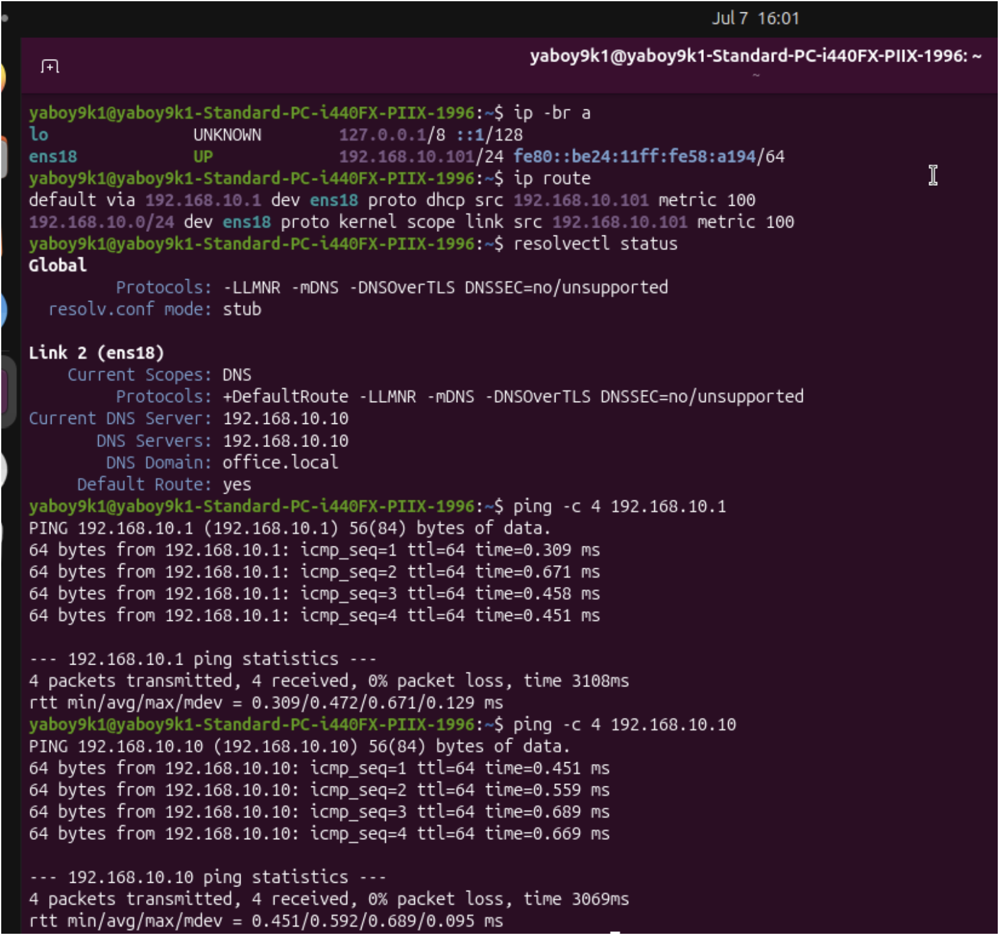 Jul 7 16:01
yaboy9k1@yaboy9k1-Standard-PC-i440FX-PIIX-1996: ~
~
yaboy9k1@yaboy9k1-Standard-PC-i440FX-PIIX-1996:~$ ip -br a
lo UNKNOWN 127.0.0.1/8 ::1/128
ens18 UP 192.168.10.101/24 fe80::be24:11ff:fe58:a194/64
yaboy9k1@yaboy9k1-Standard-PC-i440FX-PIIX-1996:~$ ip route
default via 192.168.10.1 dev ens18 proto dhcp src 192.168.10.101 metric 100
192.168.10.0/24 dev ens18 proto kernel scope link src 192.168.10.101 metric 100
yaboy9k1@yaboy9k1-Standard-PC-i440FX-PIIX-1996:~$ resolvectl status
Global
Protocols: -LLMNR -mDNS -DNSOverTLS DNSSEC=no/unsupported
resolv.conf mode: stub
Link 2 (ens18)
Current Scopes: DNS
Protocols: +DefaultRoute -LLMNR -mDNS -DNSOverTLS DNSSEC=no/unsupported
Current DNS Server: 192.168.10.10
DNS Servers: 192.168.10.10
DNS Domain: office.local
Default Route: yes
yaboy9k1@yaboy9k1-Standard-PC-i440FX-PIIX-1996:~$ ping -c 4 192.168.10.1
PING 192.168.10.1 (192.168.10.1) 56(84) bytes of data.
64 bytes from 192.168.10.1: icmp_seq=1 ttl=64 time=0.309 ms
64 bytes from 192.168.10.1: icmp_seq=2 ttl=64 time=0.671 ms
64 bytes from 192.168.10.1: icmp_seq=3 ttl=64 time=0.458 ms
64 bytes from 192.168.10.1: icmp_seq=4 ttl=64 time=0.451 ms
--- 192.168.10.1 ping statistics ---
4 packets transmitted, 4 received, 0% packet loss, time 3108ms
rtt min/avg/max/mdev = 0.309/0.472/0.671/0.129 ms
yaboy9k1@yaboy9k1-Standard-PC-i440FX-PIIX-1996:~$ ping -c 4 192.168.10.10
PING 192.168.10.10 (192.168.10.10) 56(84) bytes of data.
64 bytes from 192.168.10.10: icmp_seq=1 ttl=64 time=0.451 ms
64 bytes from 192.168.10.10: icmp_seq=2 ttl=64 time=0.559 ms
64 bytes from 192.168.10.10: icmp_seq=3 ttl=64 time=0.689 ms
64 bytes from 192.168.10.10: icmp_seq=4 ttl=64 time=0.669 ms
--- 192.168.10.10 ping statistics ---
4 packets transmitted, 4 received, 0% packet loss, time 3069ms
rtt min/avg/max/mdev = 0.451/0.592/0.689/0.095 ms